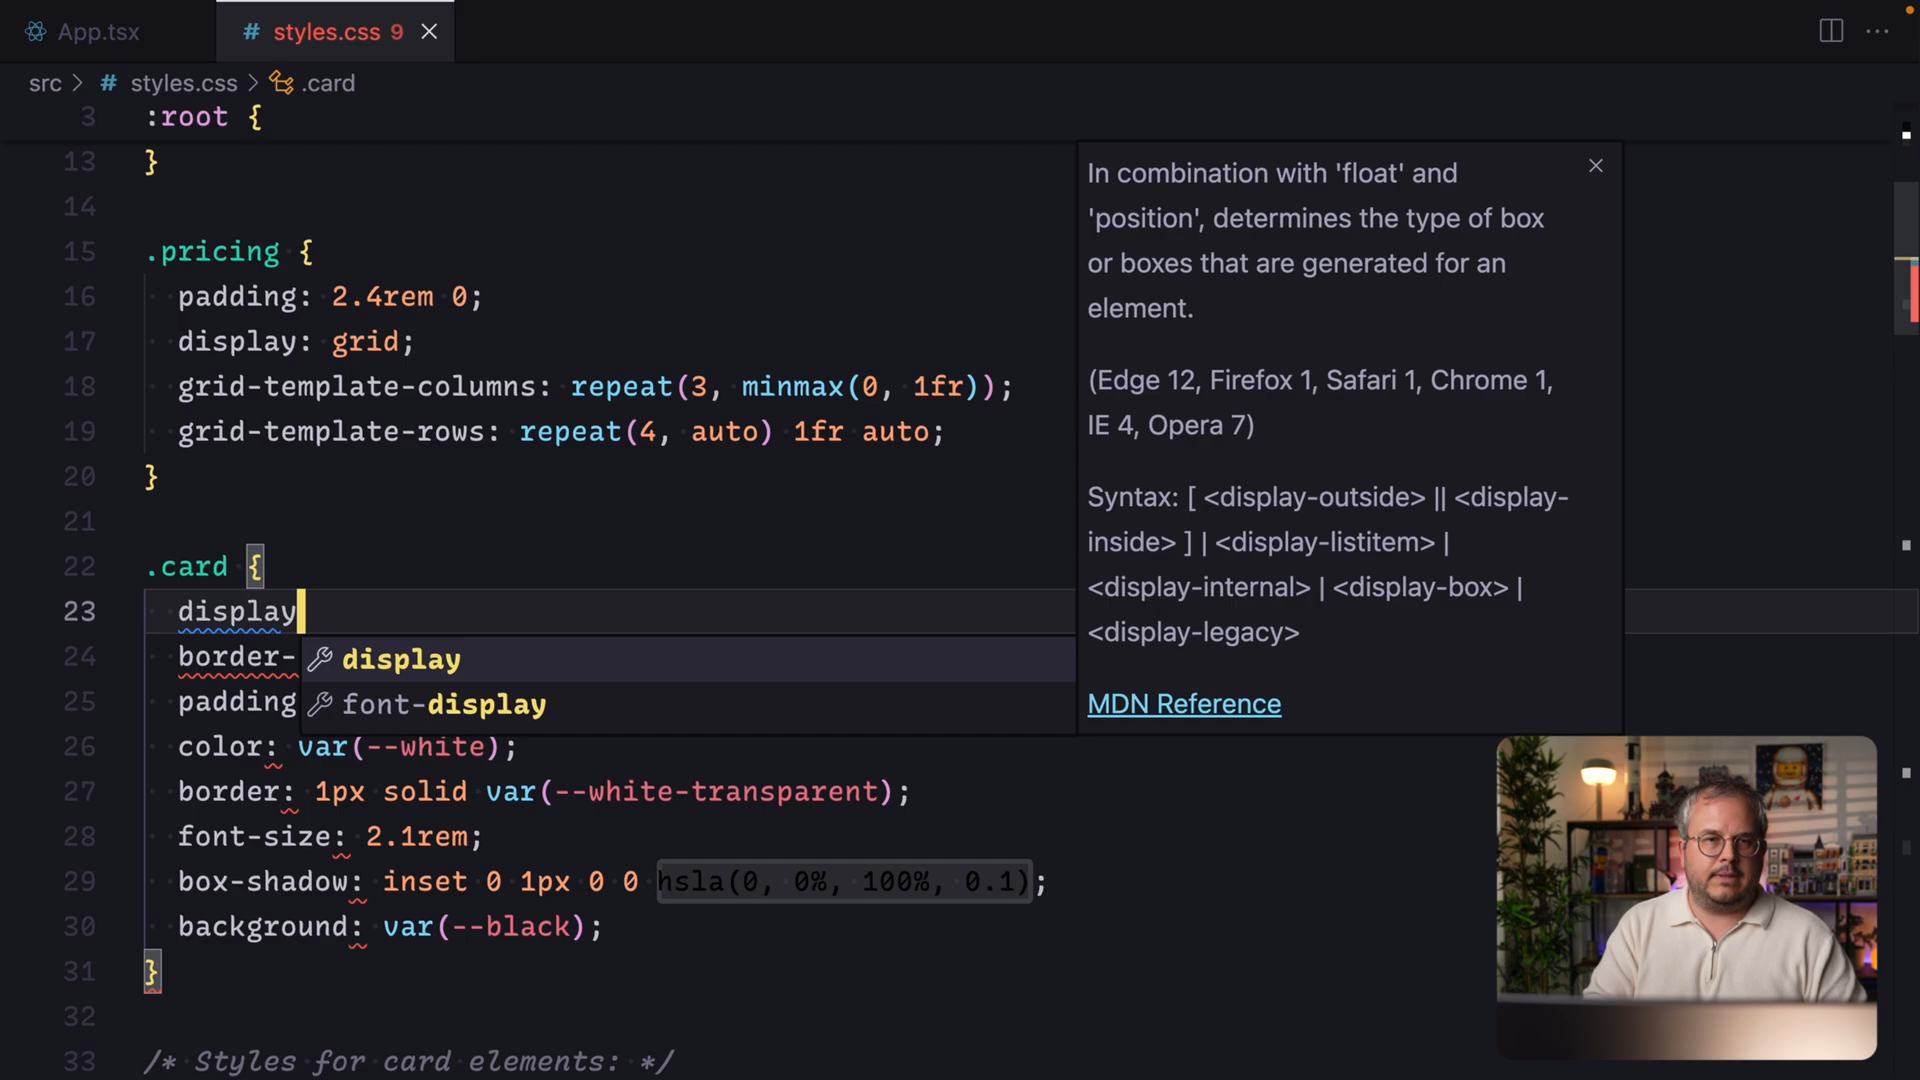 App.tsx
# styles.css 9
src > # styles.css > .card
3 :root {
13 }
14
15 .pricing {
16 padding: 2.4rem 0;
17 display: grid;
18 grid-template-columns: repeat(3, minmax(0, 1fr));
19 grid-template-rows: repeat(4, auto) 1fr auto;
20 }
21
22 .card {
23 display
24 border-
25 padding
26 color: var(--white);
27 border: 1px solid var(--white-transparent);
28 font-size: 2.1rem;
29 box-shadow: inset 0 1px 0 0 hsla(0, 0%, 100%, 0.1);
30 background: var(--black);
31 }
32
33 /* Styles for card elements: */
display
font-display
In combination with 'float' and
'position', determines the type of box
or boxes that are generated for an
element.
(Edge 12, Firefox 1, Safari 1, Chrome 1,
IE 4, Opera 7)
Syntax: [ <display-outside> || <display-
inside> ] | <display-listitem> |
<display-internal> | <display-box> |
<display-legacy>
MDN Reference